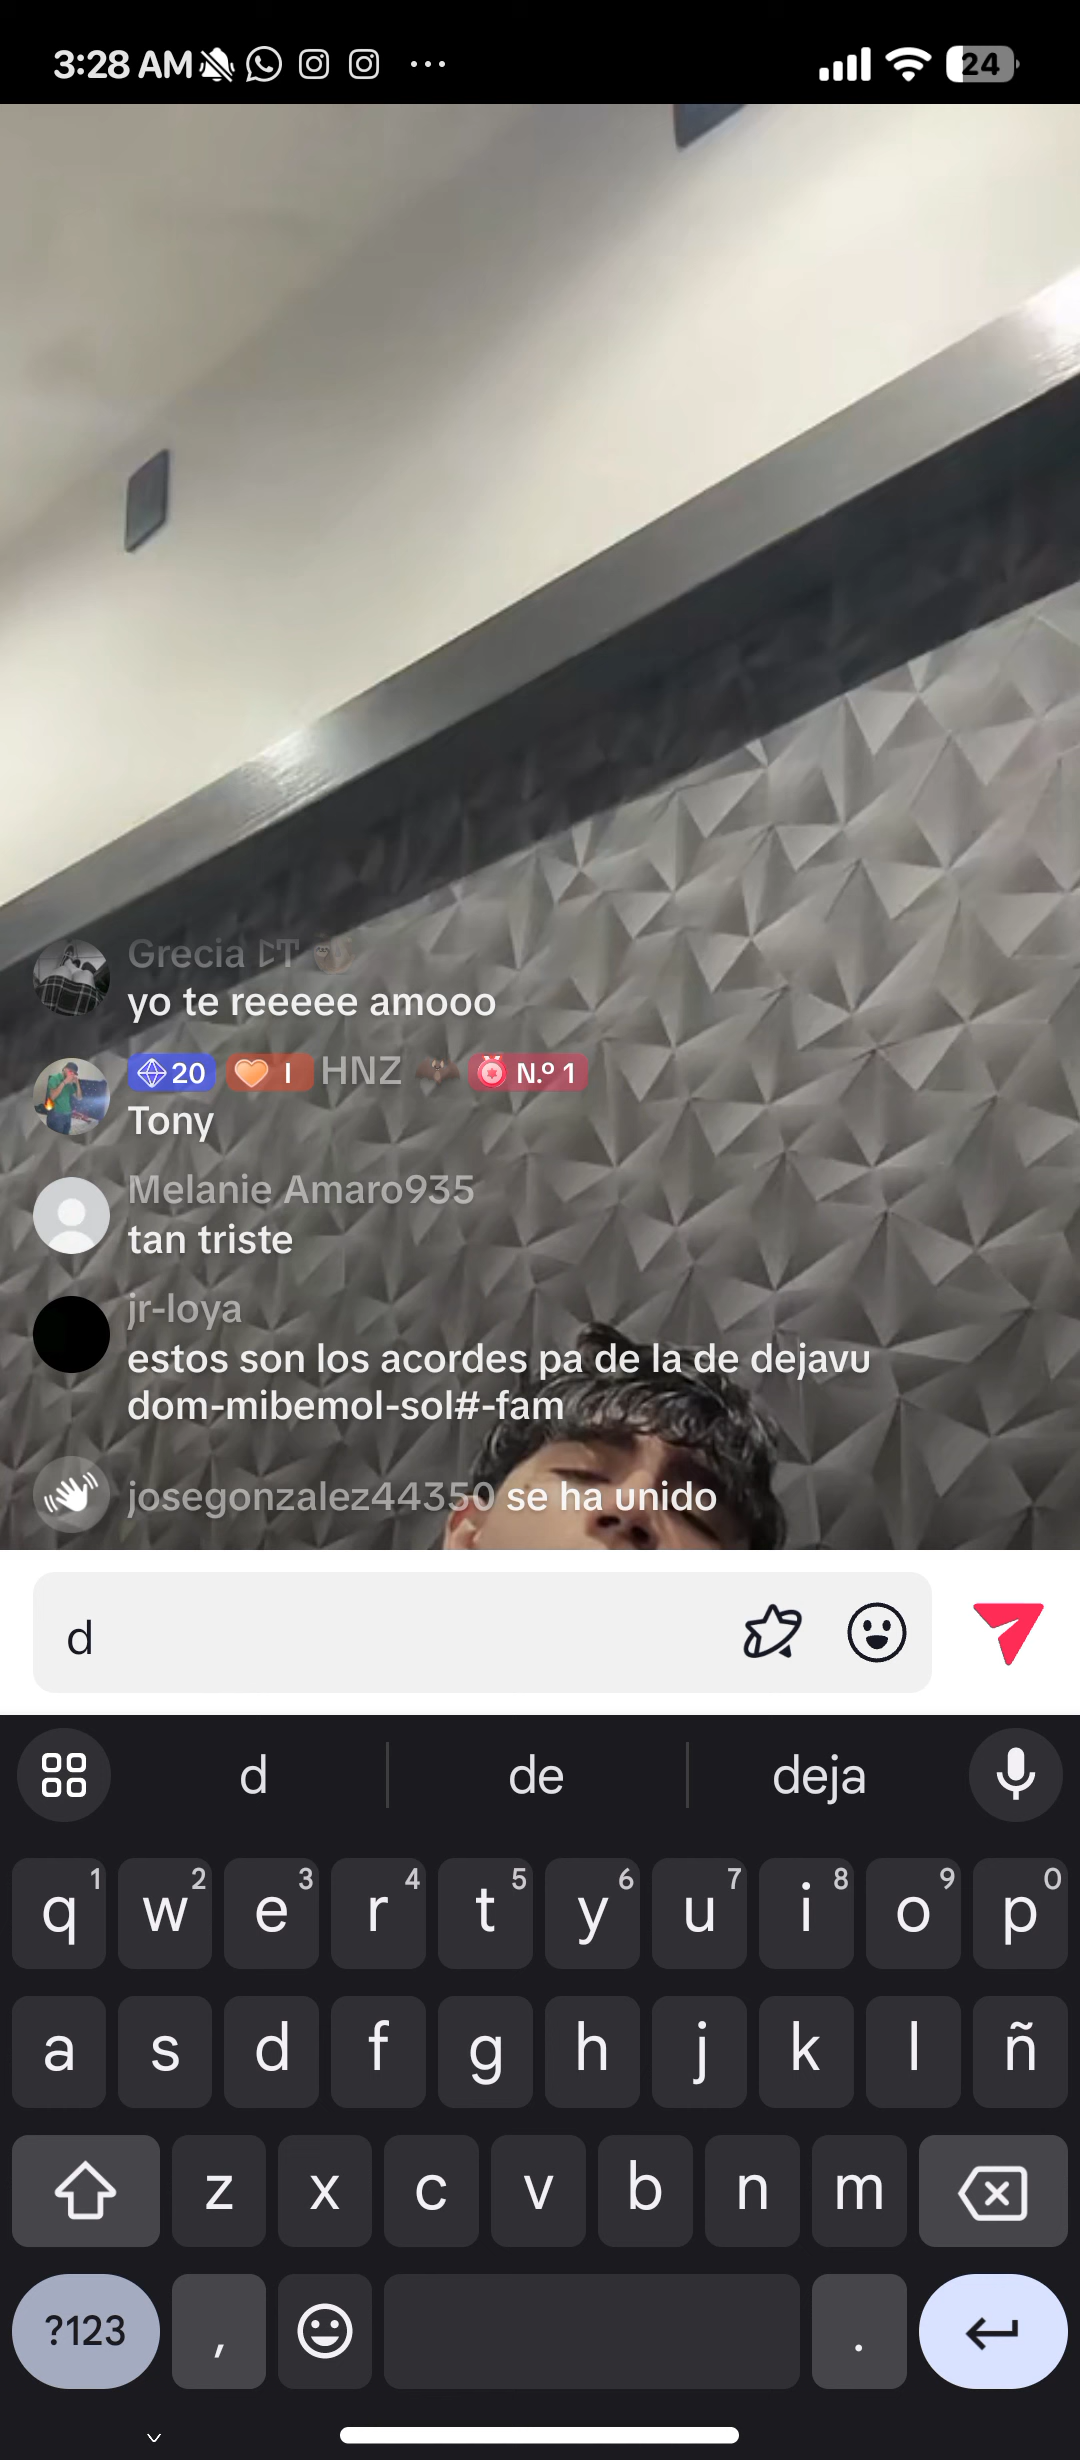 3:28 AM
24
Grecia
yo te reeeee amooo
20 I HNZ N.º 1
Tony
Melanie Amaro935
tan triste
jr-loya
estos son los acordes pa de la de dejavu
dom-mibemol-sol#-fam
josegonzalez44350 se ha unido
d
d de deja
1 2 3 4 5 6 7 8 9 0
q w e r t y u i o p
a s d f g h j k l ñ
z x c v b n m
?123 , .